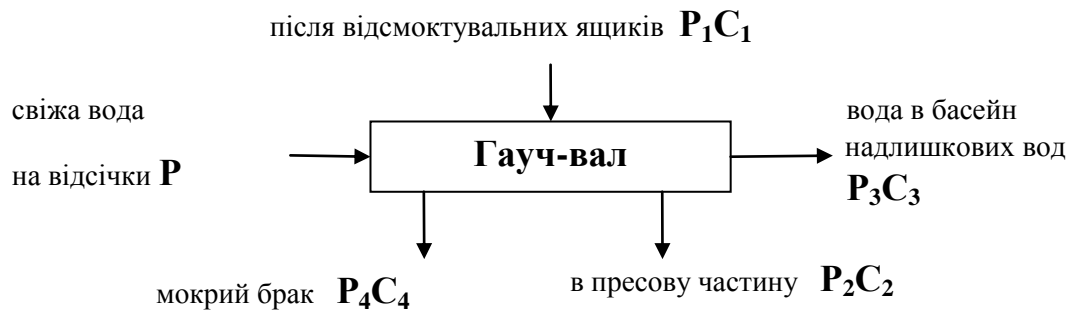 після відсмоктувальних ящиків P₁C₁
свіжа вода
на відсічки P
Гауч-вал
вода в басейн
надлишкових вод
P₃C₃
мокрий брак P₄C₄
в пресову частину P₂C₂